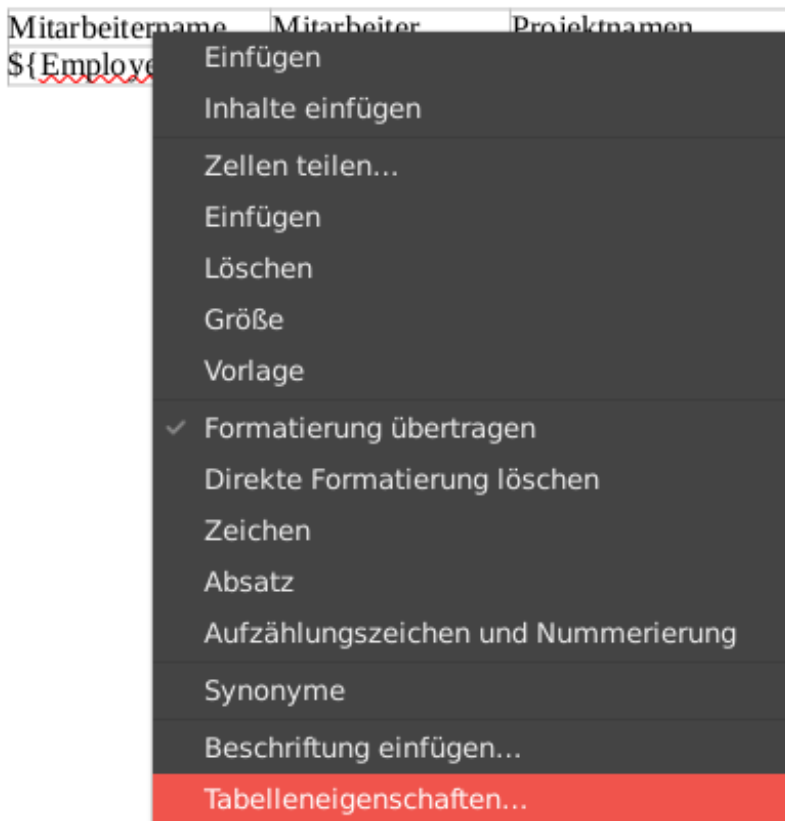 Mitarbeitername Mitarbeiter Projektnamen
${Employe
Einfügen
Inhalte einfügen
Zellen teilen...
Einfügen
Löschen
Größe
Vorlage
Formatierung übertragen
Direkte Formatierung löschen
Zeichen
Absatz
Aufzählungszeichen und Nummerierung
Synonyme
Beschriftung einfügen...
Tabelleneigenschaften...